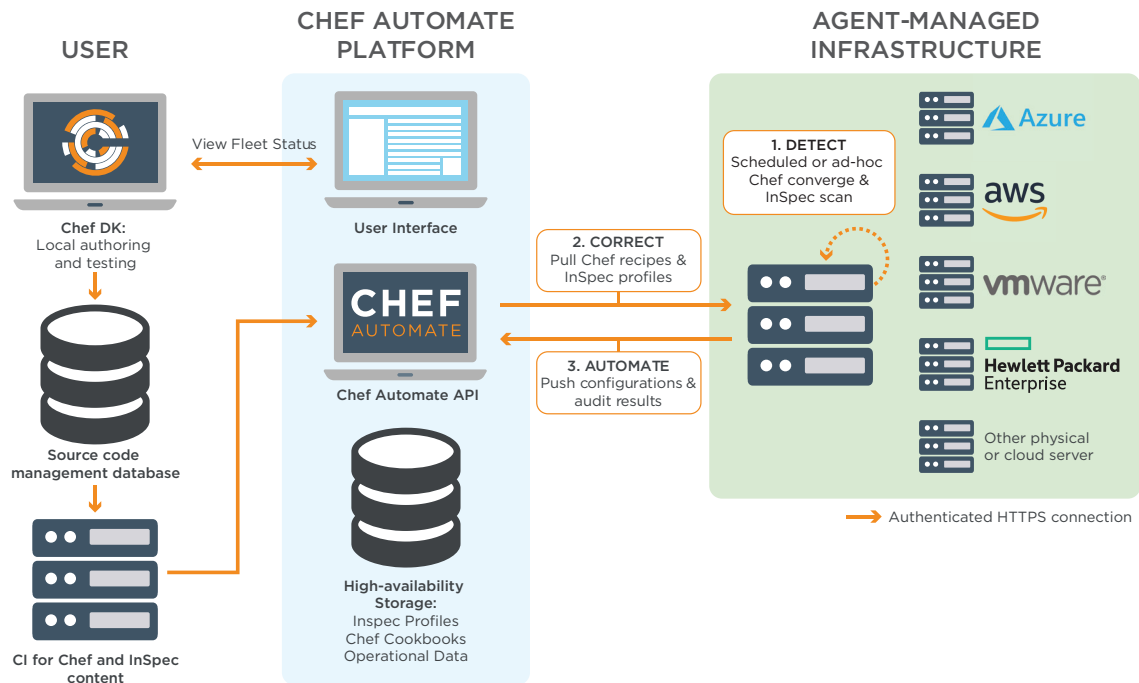 USER
Chef DK:
Local authoring
and testing
Source code
management database
CI for Chef and InSpec
content
View Fleet Status
CHEF AUTOMATE
PLATFORM
User Interface
CHEF
AUTOMATE
Chef Automate API
High-availability
Storage:
Inspec Profiles
Chef Cookbooks
Operational Data
2. CORRECT
Pull Chef recipes &
InSpec profiles
3. AUTOMATE
Push configurations &
audit results
AGENT-MANAGED
INFRASTRUCTURE
1. DETECT
Scheduled or ad-hoc
Chef converge &
InSpec scan
Azure
aws
vmware®
Hewlett Packard
Enterprise
Other physical
or cloud server
Authenticated HTTPS connection